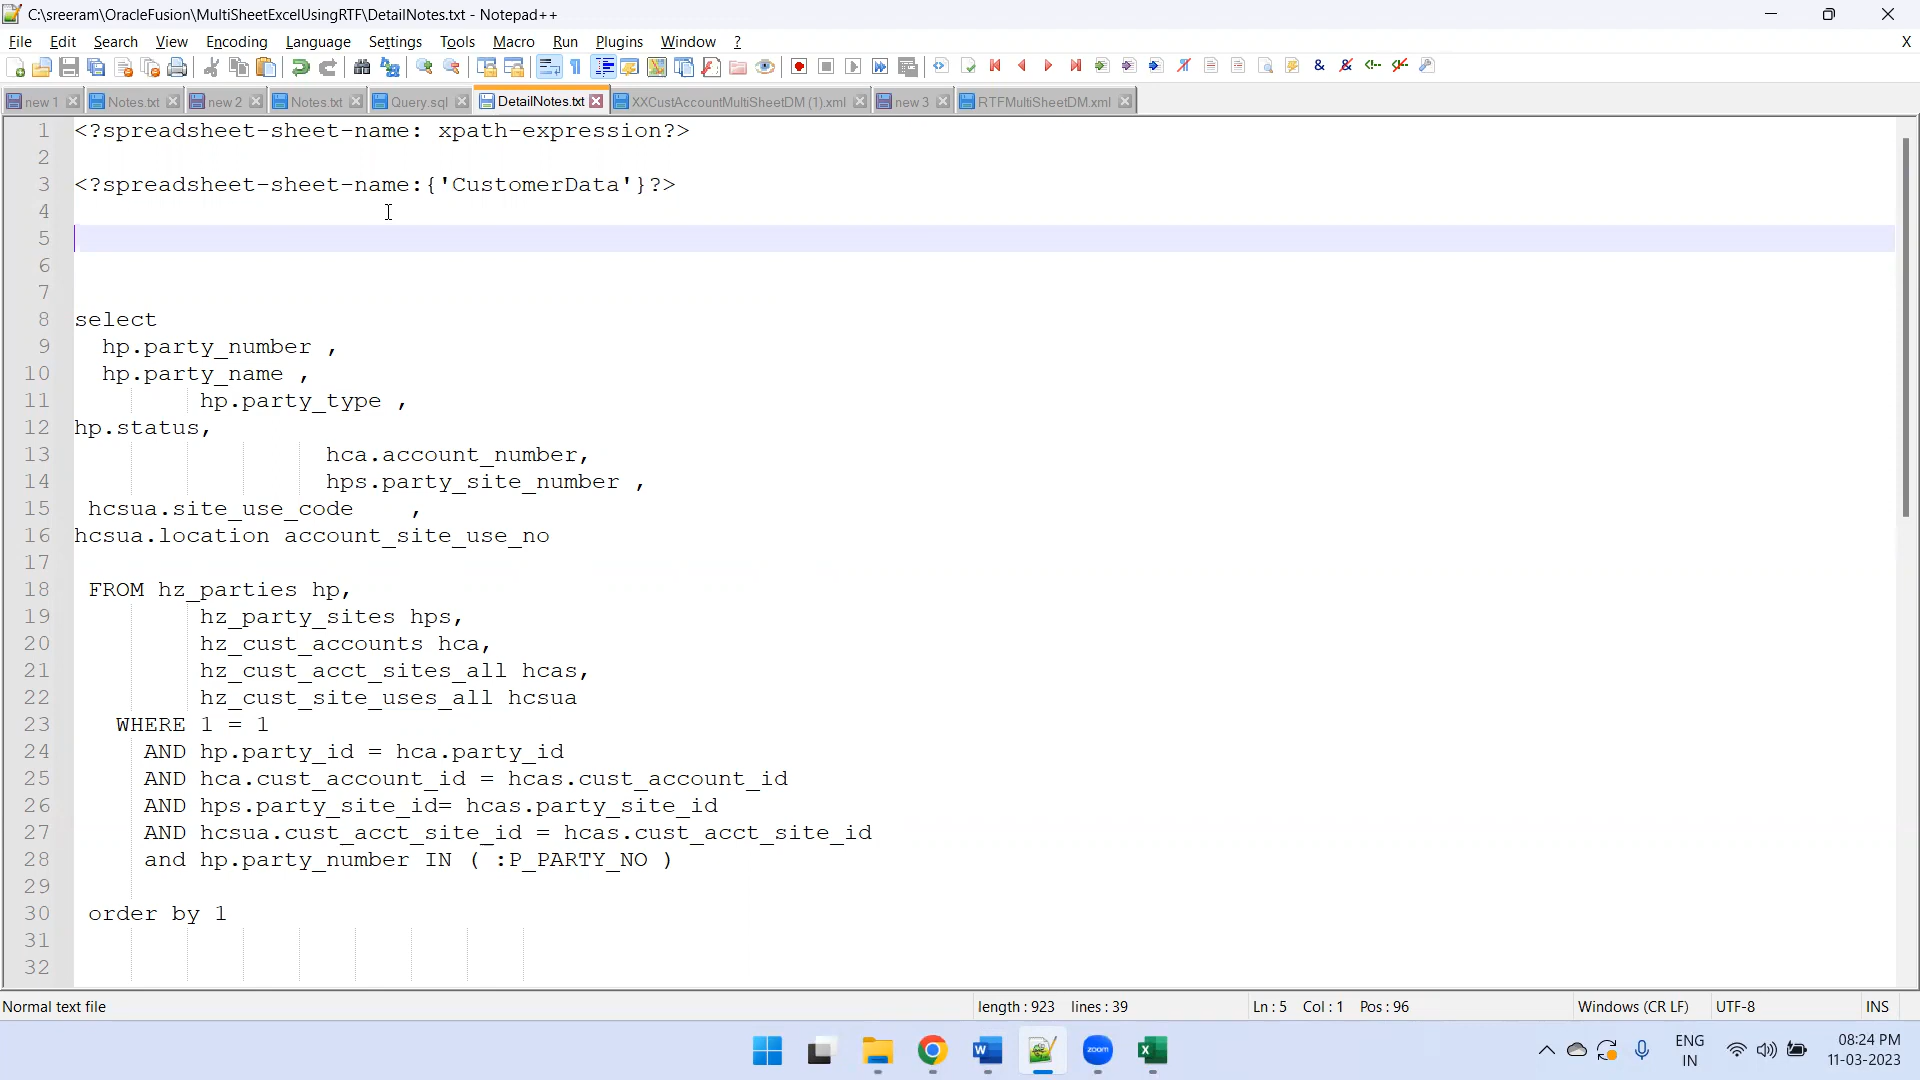 C:\sreeram\OracleFusion\MultiSheetExcelUsingRTF\DetailNotes.txt - Notepad++
File Edit Search View Encoding Language Settings Tools Macro Run Plugins Window ? X
new 1 Notes.txt new 2 Notes.txt Query.sql DetailNotes.txt XXCustAccountMultiSheetDM (1).xml new 3 RTFMultiSheetDM.xml
1 <?spreadsheet-sheet-name: xpath-expression?>
2
3 <?spreadsheet-sheet-name:{'CustomerData'}?>
4
5
6
7
8 select
9 hp.party_number ,
10 hp.party_name ,
11 hp.party_type ,
12 hp.status,
13 hca.account_number,
14 hps.party_site_number ,
15 hcsua.site_use_code ,
16 hcsua.location account_site_use_no
17
18 FROM hz_parties hp,
19 hz_party_sites hps,
20 hz_cust_accounts hca,
21 hz_cust_acct_sites_all hcas,
22 hz_cust_site_uses_all hcsua
23 WHERE 1 = 1
24 AND hp.party_id = hca.party_id
25 AND hca.cust_account_id = hcas.cust_account_id
26 AND hps.party_site_id= hcas.party_site_id
27 AND hcsua.cust_acct_site_id = hcas.cust_acct_site_id
28 and hp.party_number IN ( :P_PARTY_NO )
29
30 order by 1
31
32
Normal text file length : 923 lines : 39 Ln : 5 Col : 1 Pos : 96 Windows (CR LF) UTF-8 INS
zoom
ENG
IN
08:24 PM
11-03-2023